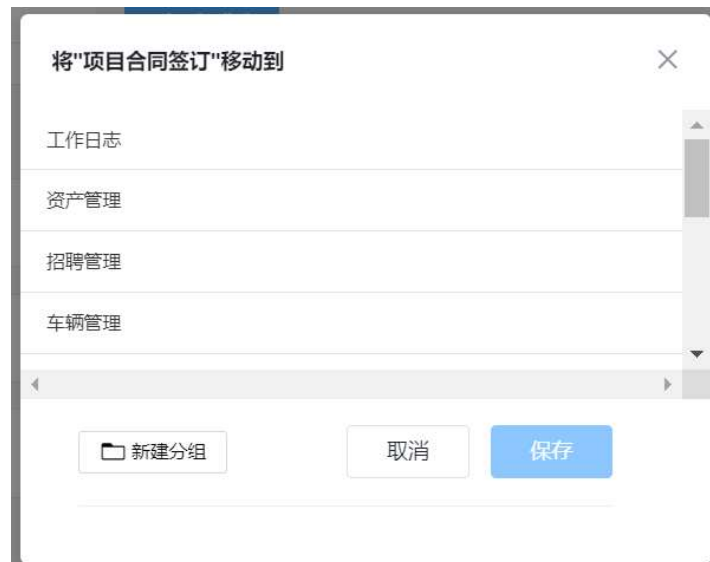 将"项目合同签订"移动到
工作日志
资产管理
招聘管理
车辆管理
新建分组 取消 保存